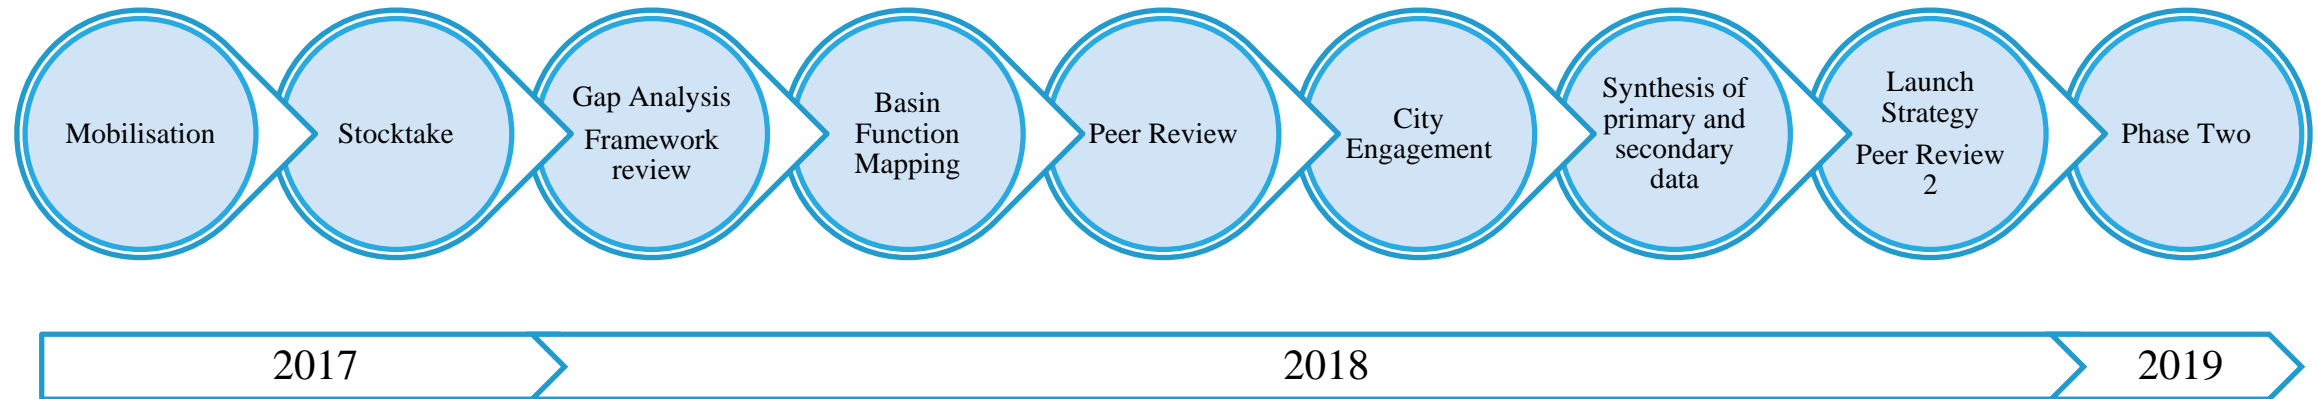 Mobilisation
Stocktake
Gap Analysis
Framework
review
Basin
Function
Mapping
Peer Review
City
Engagement
Synthesis of
primary and
secondary
data
Launch
Strategy
Peer Review
2
Phase Two
2017
2018
2019